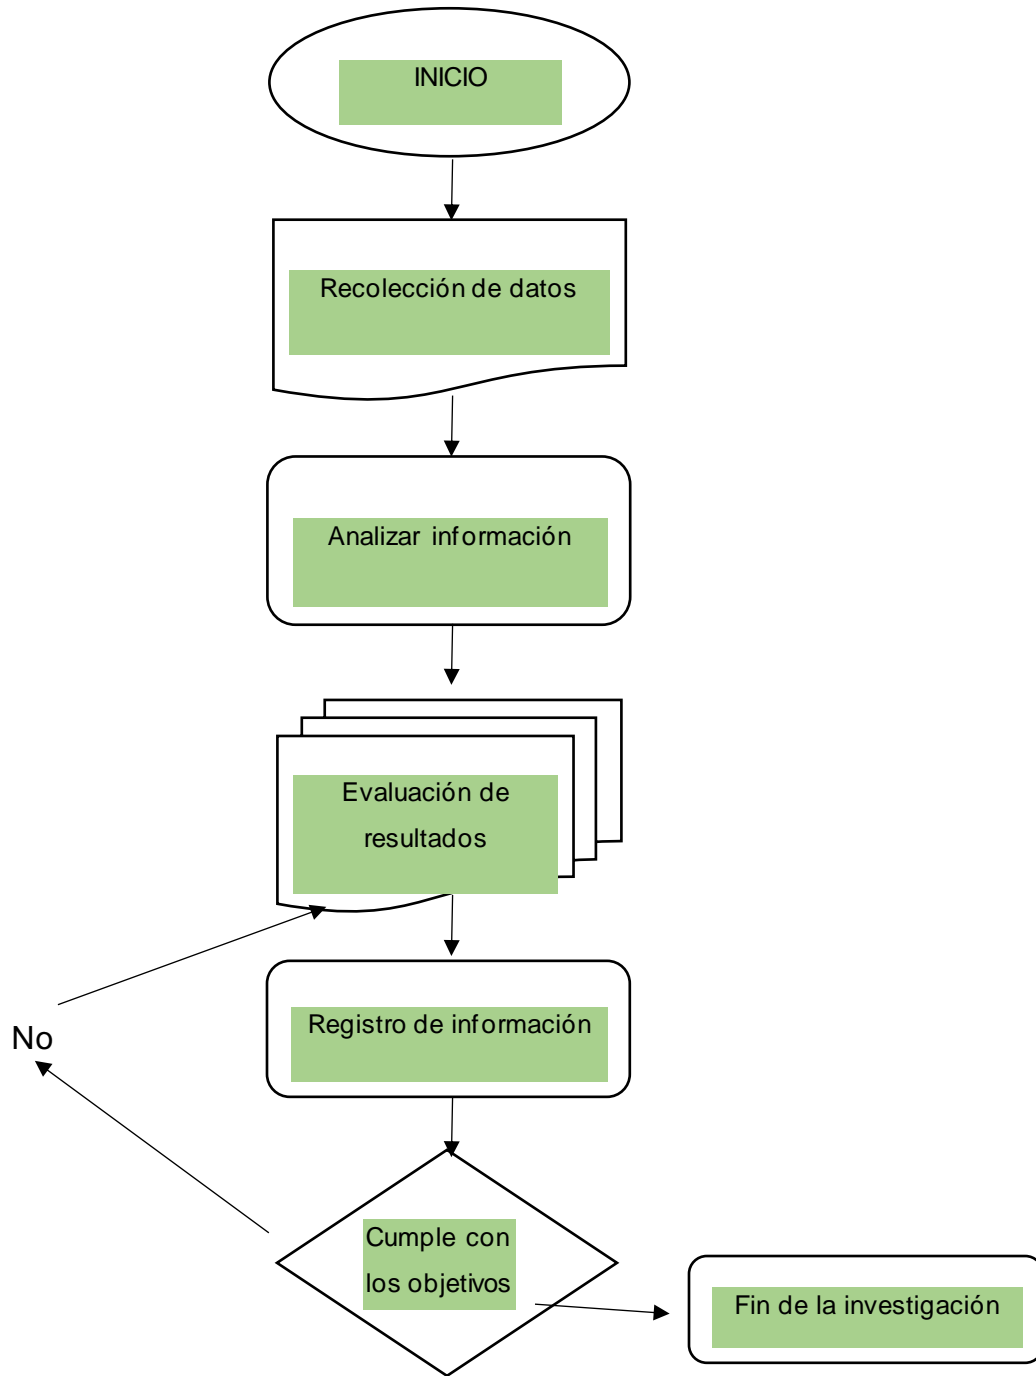 INICIO
Recolección de datos
Analizar información
Evaluación de
resultados
Registro de información
No
Cumple con
los objetivos
Fin de la investigación